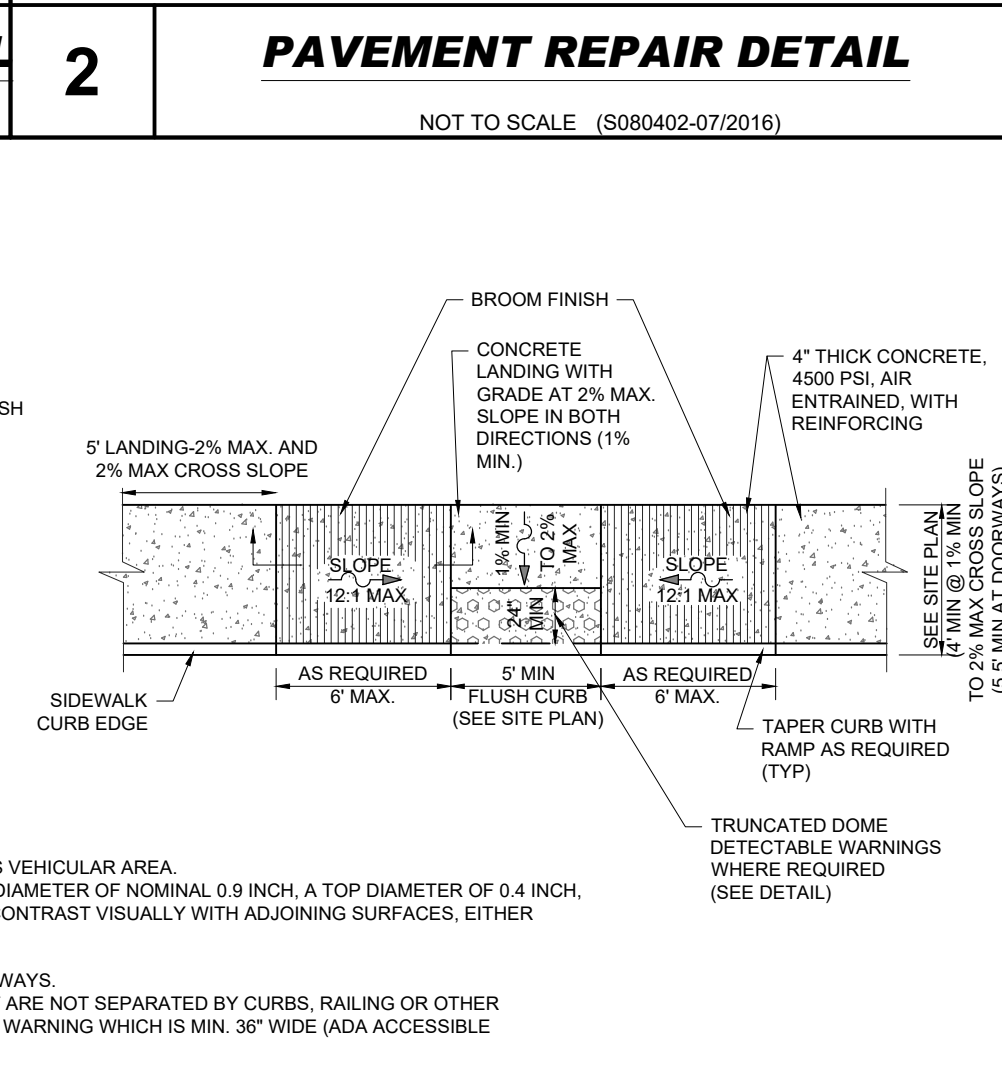 2
PAVEMENT REPAIR DETAIL
NOT TO SCALE (S080402-07/2016)
BROOM FINISH
CONCRETE
LANDING WITH
GRADE AT 2% MAX.
SLOPE IN BOTH
DIRECTIONS (1%
MIN.)
4" THICK CONCRETE,
4500 PSI, AIR
ENTRAINED, WITH
REINFORCING
SH
5' LANDING-2% MAX. AND
2% MAX CROSS SLOPE
SLOPE
12:1 MAX
1% MIN
TO 2%
MAX
24"
MIN
SLOPE
12:1 MAX
SEE SITE PLAN
(4' MIN @ 1% MIN
TO 2% MAX CROSS SLOPE
(5.5' MIN AT DOORWAYS)
AS REQUIRED
6' MAX.
5' MIN
FLUSH CURB
(SEE SITE PLAN)
AS REQUIRED
6' MAX.
SIDEWALK
CURB EDGE
TAPER CURB WITH
RAMP AS REQUIRED
(TYP)
TRUNCATED DOME
DETECTABLE WARNINGS
WHERE REQUIRED
(SEE DETAIL)
S VEHICULAR AREA.
DIAMETER OF NOMINAL 0.9 INCH, A TOP DIAMETER OF 0.4 INCH,
CONTRAST VISUALLY WITH ADJOINING SURFACES, EITHER
WAYS.
ARE NOT SEPARATED BY CURBS, RAILING OR OTHER
WARNING WHICH IS MIN. 36" WIDE (ADA ACCESSIBLE